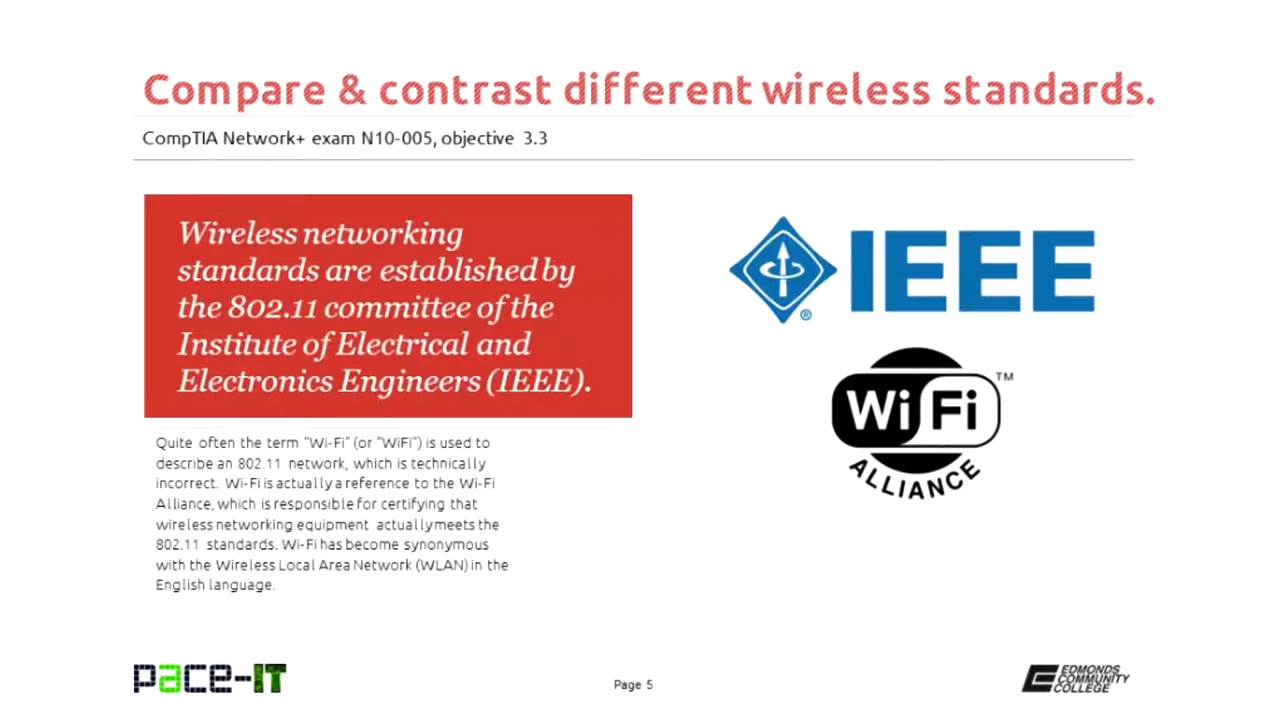 Compare & contrast different wireless standards.
CompTIA Network+ exam N10-005, objective 3.3
Wireless networking
standards are established by
the 802.11 committee of the
Institute of Electrical and
Electronics Engineers (IEEE).
IEEE
®
Wi Fi
TM
ALLIANCE
Quite often the term "Wi-Fi" (or "WiFi") is used to
describe an 802.11 network, which is technically
incorrect. Wi-Fi is actually a reference to the Wi-Fi
Alliance, which is responsible for certifying that
wireless networking equipment actually meets the
802.11 standards. Wi-Fi has become synonymous
with the Wireless Local Area Network (WLAN) in the
English language.
pace-IT
Page 5
EDMONDS
COMMUNITY
COLLEGE